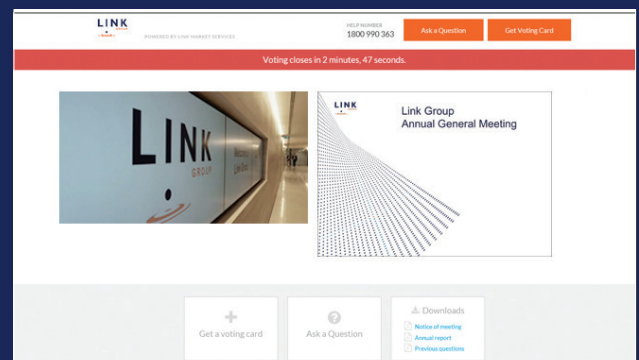 LINK
POWERED BY LINK MARKET SERVICES
HELP NUMBER
1800 990 363
Ask a Question
Get Voting Card
Voting closes in 2 minutes, 47 seconds.
LINK
GROUP
LINK
Link Group
Annual General Meeting
Get a voting card
Ask a Question
Downloads
Notice of meeting
Annual report
Previous questions